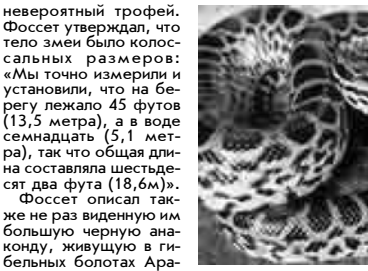 невероятный трофей.
Фоссет утверждал, что
тело змеи было колос-
сальных размеров:
«Мы точно измерили и
установили, что на бе-
регу лежало 45 футов
(13,5 метра), а в воде
семнадцать (5,1 мет-
ра), так что общая дли-
на составляла шестьде-
сят два фута (18,6м)».
Фоссет описал так-
же не раз виденную им
большую черную ана-
конду, живущую в ги-
бельных болотах Ара-